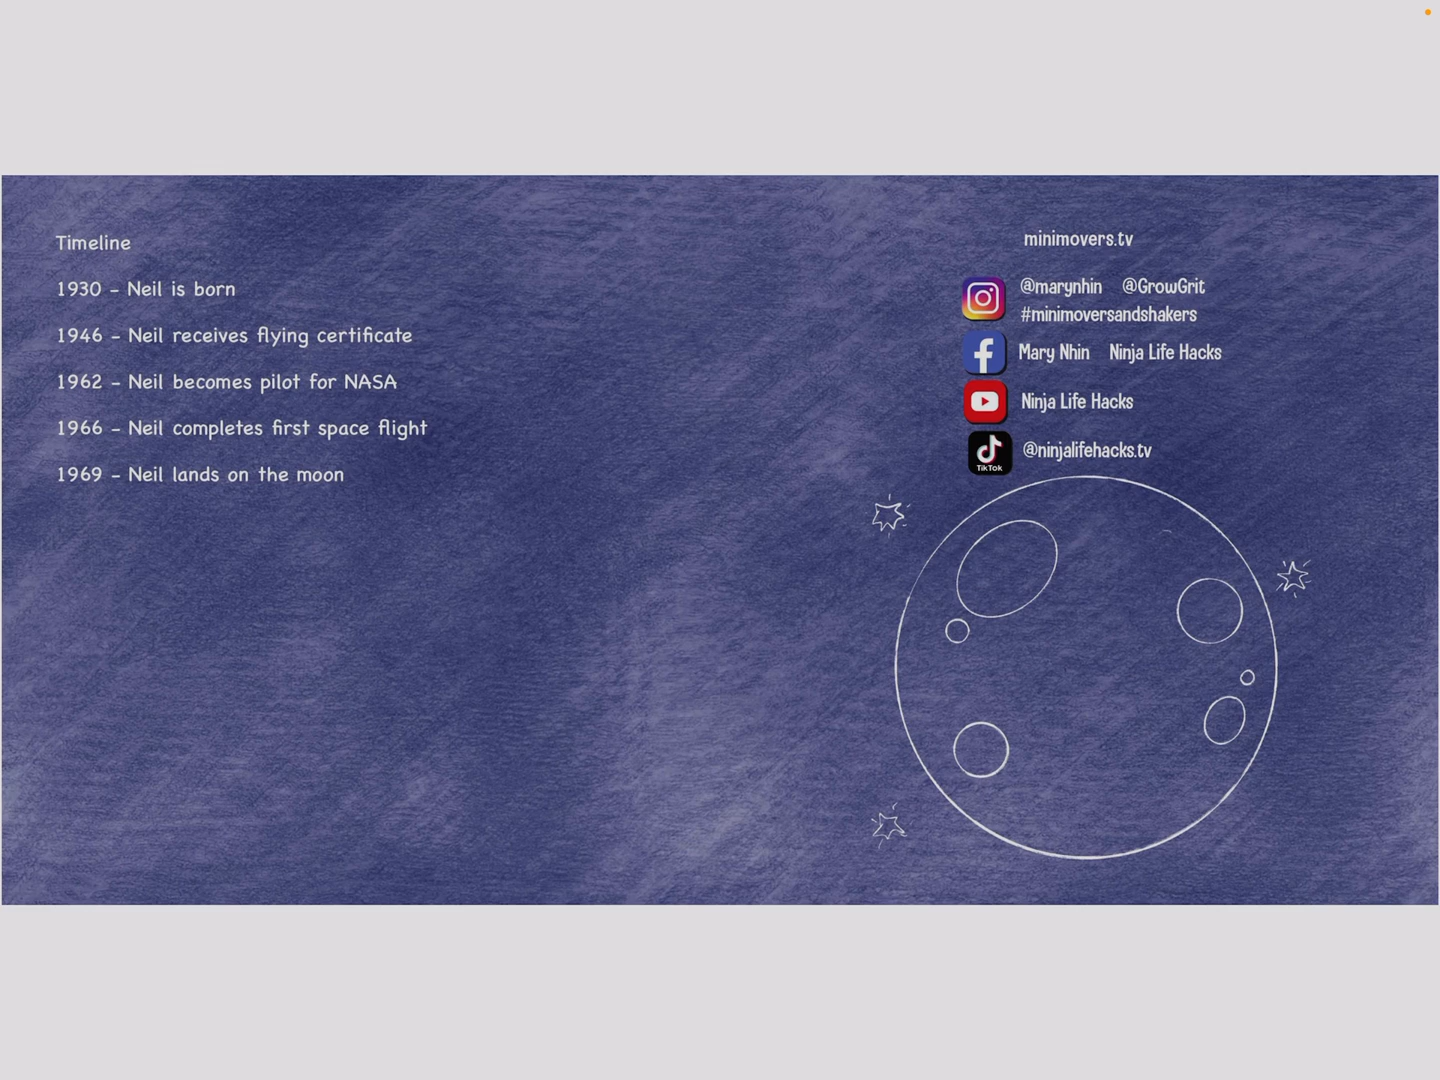 Timeline
1930 - Neil is born
1946 - Neil receives flying certificate
1962 - Neil becomes pilot for NASA
1966 - Neil completes first space flight
1969 - Neil lands on the moon
minimovers.tv
@marynhin @GrowGrit
#minimoversandshakers
Mary Nhin Ninja Life Hacks
Ninja Life Hacks
@ninjalifehacks.tv
TikTok